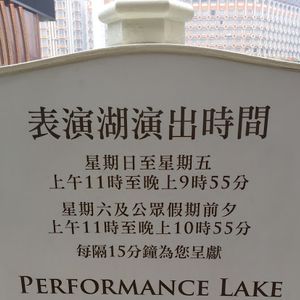 表演湖演出時間
星期日至星期五
上午11時至晚上9時55分
星期六及公眾假期前夕
上午11時至晚上10時55分
每隔15分鐘為您呈獻
PERFORMANCE LAKE